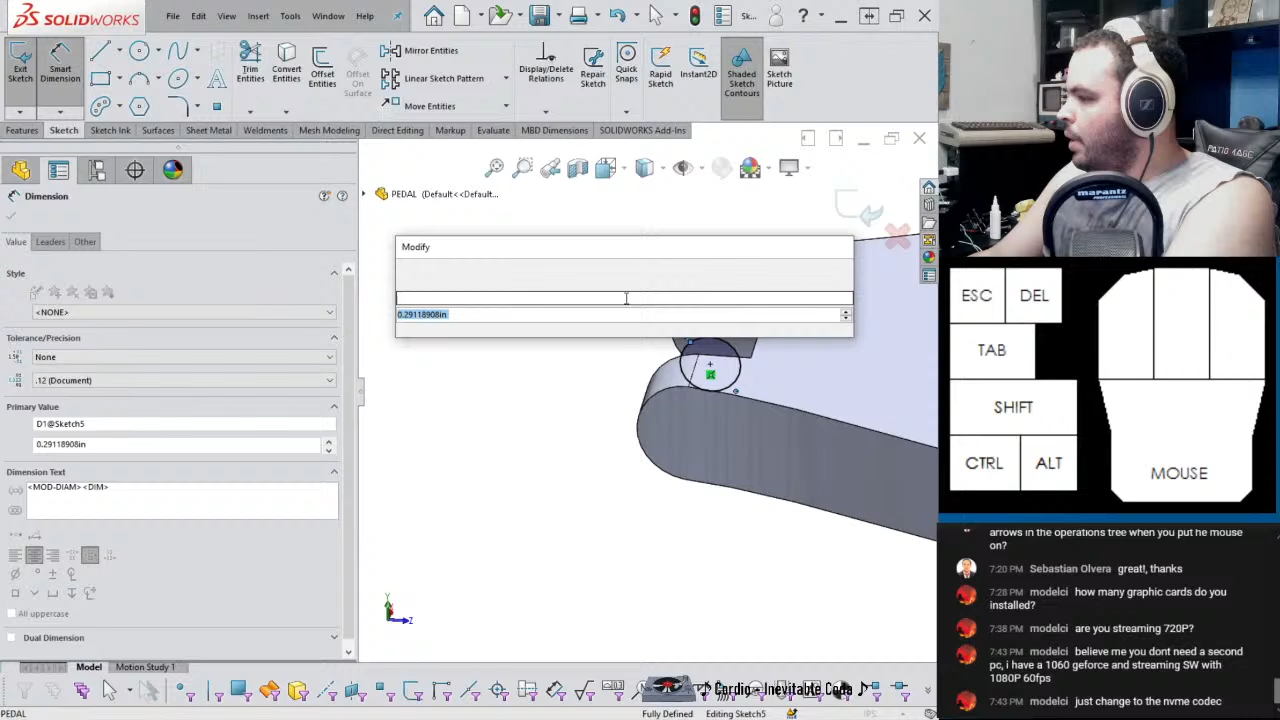 SOLIDWORKS
File Edit View Insert Tools Window Help
Sk...
Exit Sketch
Smart Dimension
Trim Entities
Convert Entities
Offset Entities
Offset On Surface
Mirror Entities
Linear Sketch Pattern
Move Entities
Display/Delete Relations
Repair Sketch
Quick Snaps
Rapid Sketch
Instant2D
Shaded Sketch Contours
Sketch Picture
Features Sketch Sketch Ink Surfaces Sheet Metal Weldments Mesh Modeling Direct Editing Markup Evaluate MBD Dimensions SOLIDWORKS Add-Ins
Dimension
Value Leaders Other
Style
<NONE>
Tolerance/Precision
None
.12 (Document)
Primary Value
D1@Sketch5
0.29118908in
Dimension Text
<MOD-DIAM><DIM>
All uppercase
Dual Dimension
PEDAL (Default<<Default...
Modify
0.29118908in
Y
Z
Model Motion Study 1
Cardio - Inevitable Coda
PEDAL
Fully Defined
Editing Sketch5
IPS
marantz
PROFESSIONAL
ESC
DEL
TAB
SHIFT
CTRL
ALT
MOUSE
arrows in the operations tree when you put he mouse
on?
7:20 PM Sebastian Olvera great!, thanks
7:28 PM modelci how many graphic cards do you
installed?
7:38 PM modelci are you streaming 720P?
7:43 PM modelci believe me you dont need a second
pc, i have a 1060 geforce and streaming SW with
1080P 60fps
7:43 PM modelci just change to the nvme codec